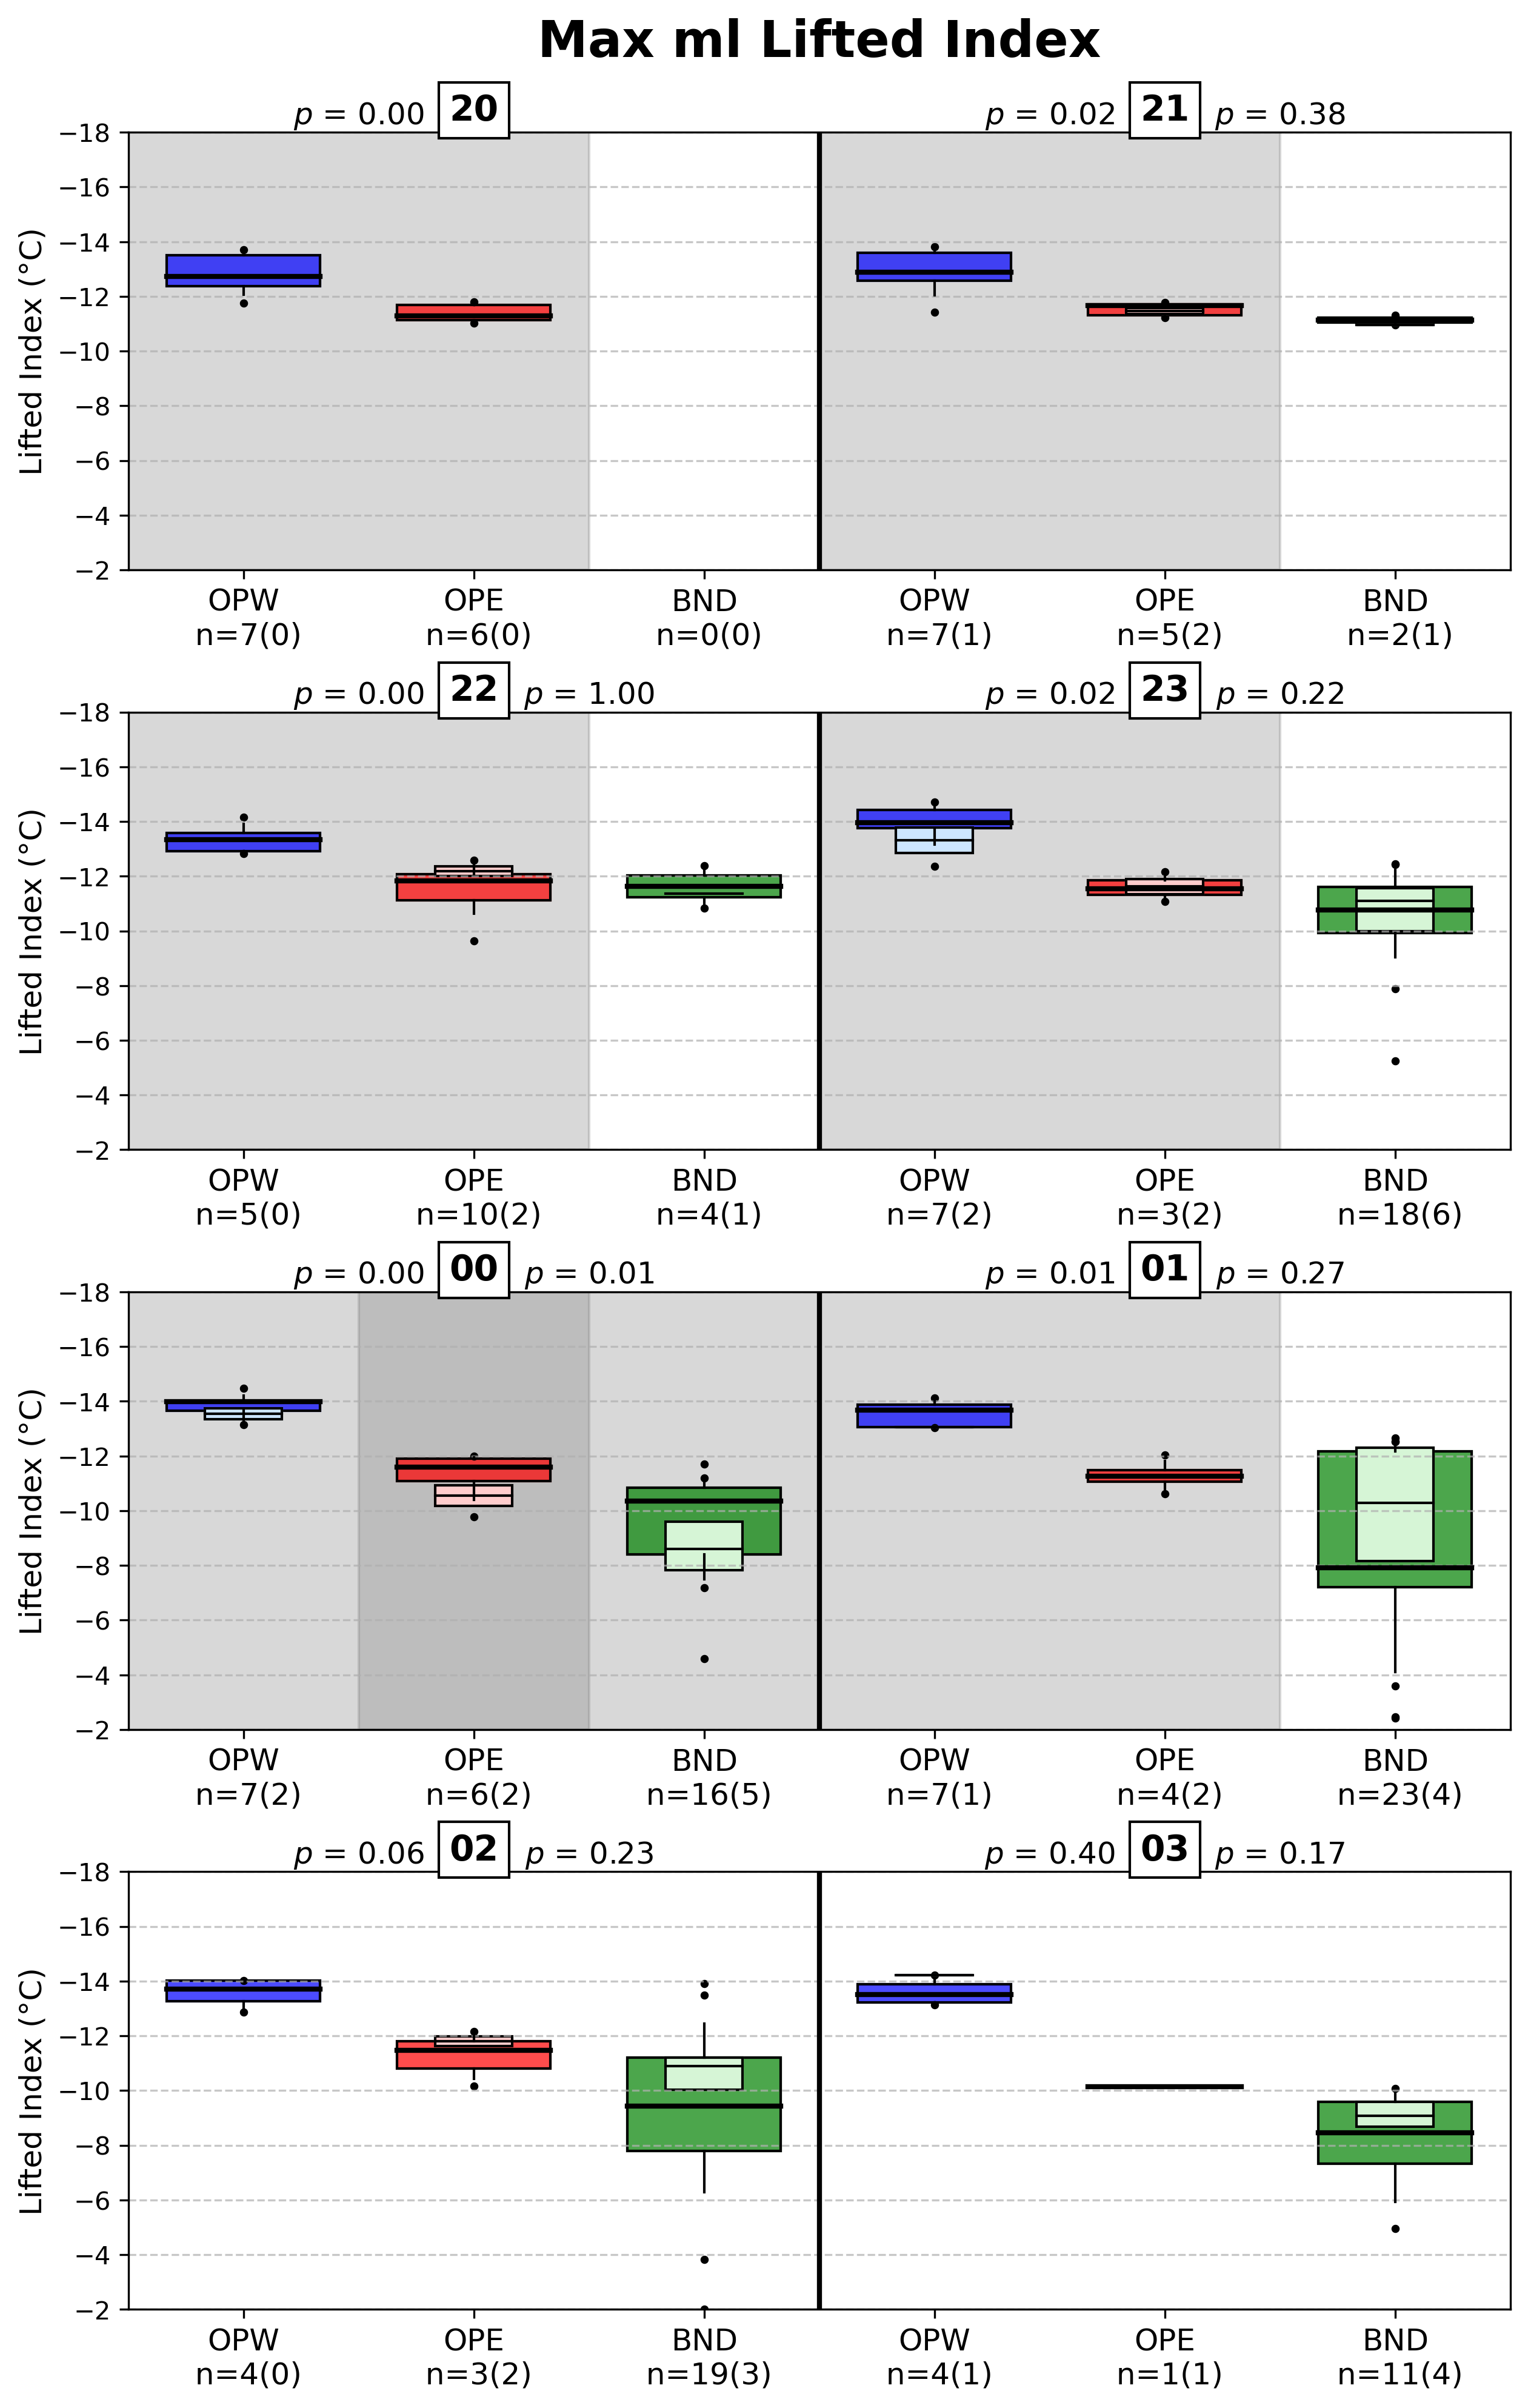 Max ml Lifted Index
p = 0.00 20
p = 0.02 21 p = 0.38
Lifted Index (°C)
−18
−16
−14
−12
−10
−8
−6
−4
−2
OPW OPE BND OPW OPE BND
n=7(0) n=6(0) n=0(0) n=7(1) n=5(2) n=2(1)
p = 0.00 22 p = 1.00
p = 0.02 23 p = 0.22
Lifted Index (°C)
−18
−16
−14
−12
−10
−8
−6
−4
−2
OPW OPE BND OPW OPE BND
n=5(0) n=10(2) n=4(1) n=7(2) n=3(2) n=18(6)
p = 0.00 00 p = 0.01
p = 0.01 01 p = 0.27
Lifted Index (°C)
−18
−16
−14
−12
−10
−8
−6
−4
−2
OPW OPE BND OPW OPE BND
n=7(2) n=6(2) n=16(5) n=7(1) n=4(2) n=23(4)
p = 0.06 02 p = 0.23
p = 0.40 03 p = 0.17
Lifted Index (°C)
−18
−16
−14
−12
−10
−8
−6
−4
−2
OPW OPE BND OPW OPE BND
n=4(0) n=3(2) n=19(3) n=4(1) n=1(1) n=11(4)